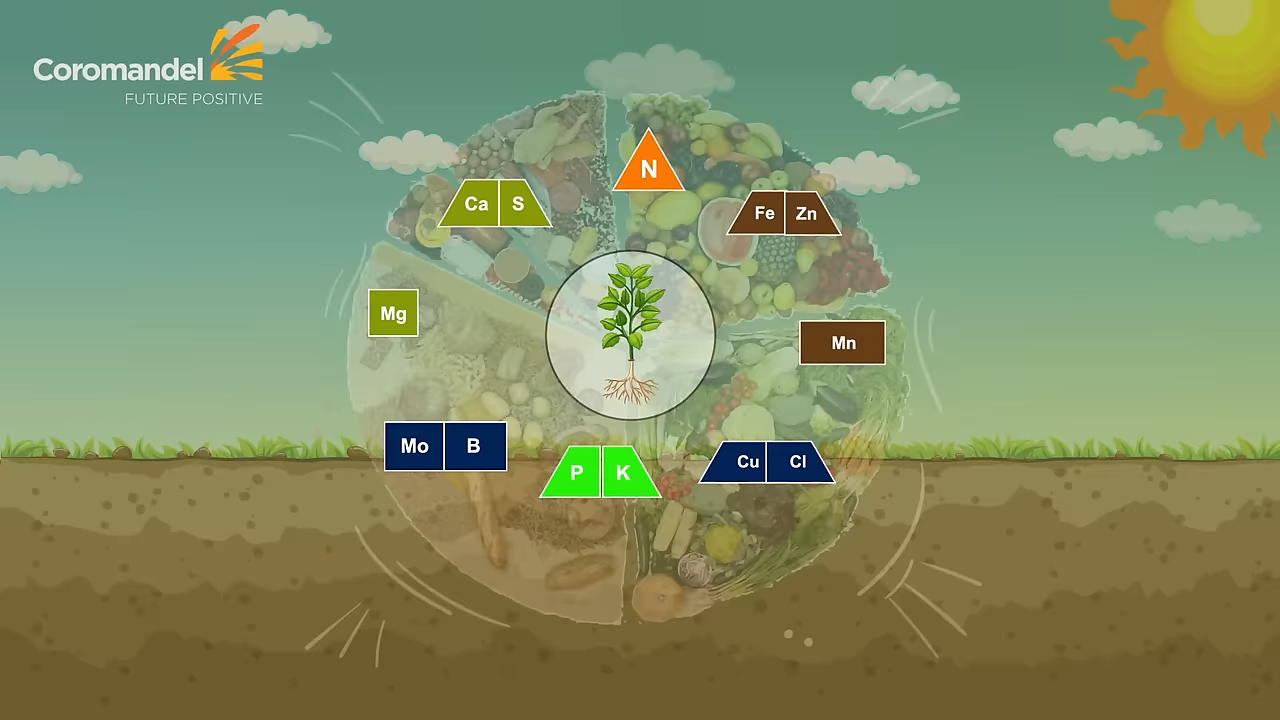 Coromandel
FUTURE POSITIVE
N
Ca S
Fe Zn
Mg
Mn
Mo B
P K
Cu Cl